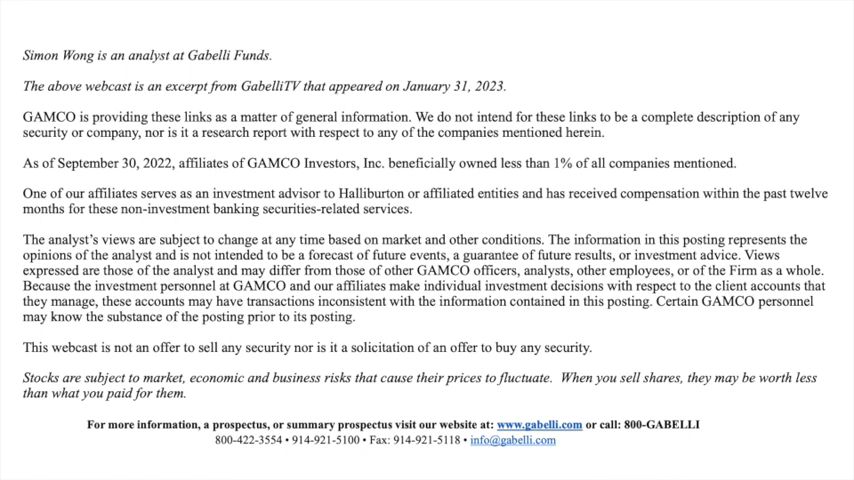 Simon Wong is an analyst at Gabelli Funds.
The above webcast is an excerpt from GabelliTV that appeared on January 31, 2023.
GAMCO is providing these links as a matter of general information. We do not intend for these links to be a complete description of any
security or company, nor is it a research report with respect to any of the companies mentioned herein.
As of September 30, 2022, affiliates of GAMCO Investors, Inc. beneficially owned less than 1% of all companies mentioned.
One of our affiliates serves as an investment advisor to Halliburton or affiliated entities and has received compensation within the past twelve
months for these non-investment banking securities-related services.
The analyst's views are subject to change at any time based on market and other conditions. The information in this posting represents the
opinions of the analyst and is not intended to be a forecast of future events, a guarantee of future results, or investment advice. Views
expressed are those of the analyst and may differ from those of other GAMCO officers, analysts, other employees, or of the Firm as a whole.
Because the investment personnel at GAMCO and our affiliates make individual investment decisions with respect to the client accounts that
they manage, these accounts may have transactions inconsistent with the information contained in this posting. Certain GAMCO personnel
may know the substance of the posting prior to its posting.
This webcast is not an offer to sell any security nor is it a solicitation of an offer to buy any security.
Stocks are subject to market, economic and business risks that cause their prices to fluctuate. When you sell shares, they may be worth less
than what you paid for them.
For more information, a prospectus, or summary prospectus visit our website at: www.gabelli.com or call: 800-GABELLI
800-422-3554 • 914-921-5100 • Fax: 914-921-5118 • info@gabelli.com